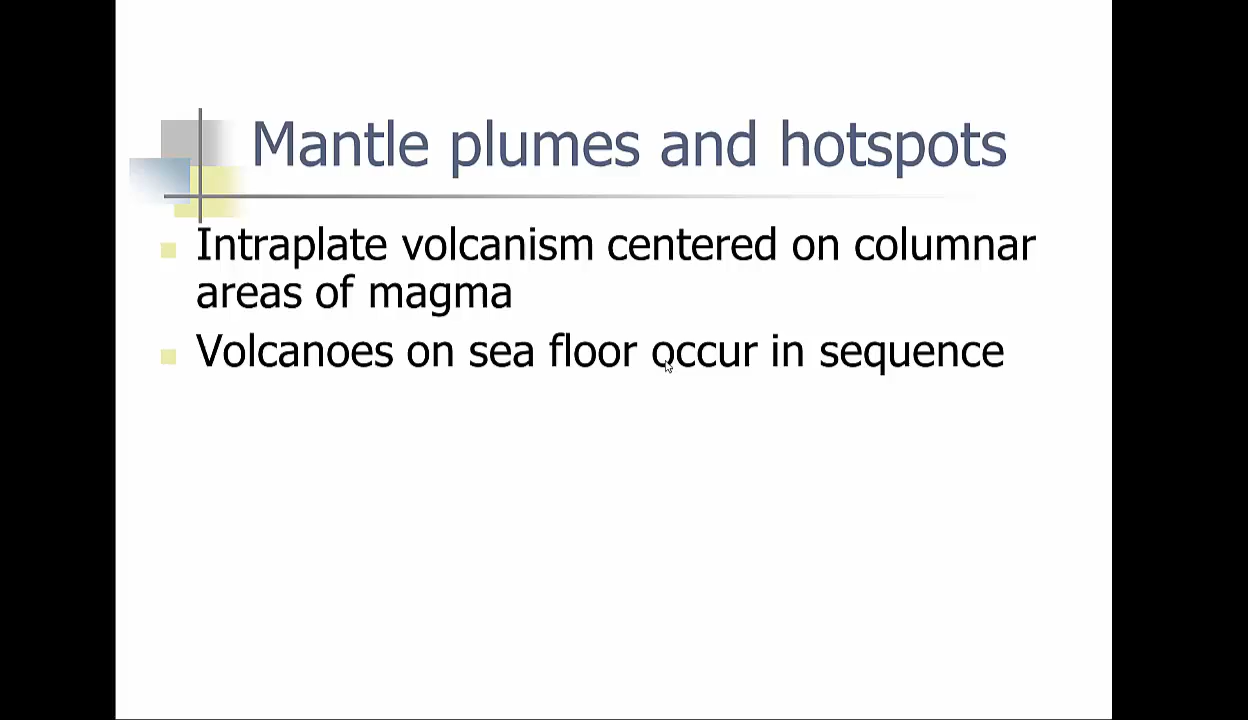 Mantle plumes and hotspots
Intraplate volcanism centered on columnar
areas of magma
Volcanoes on sea floor occur in sequence